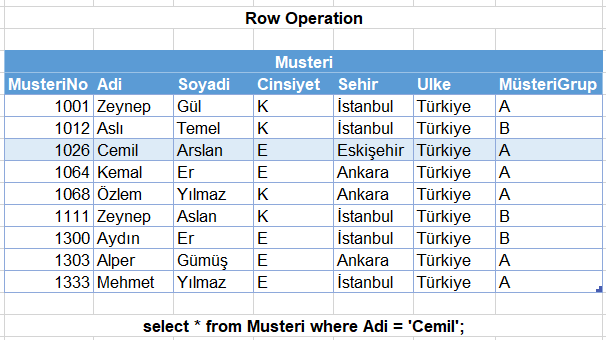 Row Operation
Musteri
MusteriNo Adi Soyadi Cinsiyet Sehir Ulke MüsteriGrup
1001 Zeynep Gül K İstanbul Türkiye A
1012 Aslı Temel K İstanbul Türkiye B
1026 Cemil Arslan E Eskişehir Türkiye A
1064 Kemal Er E Ankara Türkiye A
1068 Özlem Yılmaz K Ankara Türkiye A
1111 Zeynep Aslan K İstanbul Türkiye B
1300 Aydın Er E İstanbul Türkiye B
1303 Alper Gümüş E Ankara Türkiye A
1333 Mehmet Yılmaz E İstanbul Türkiye A
select * from Musteri where Adi = 'Cemil';